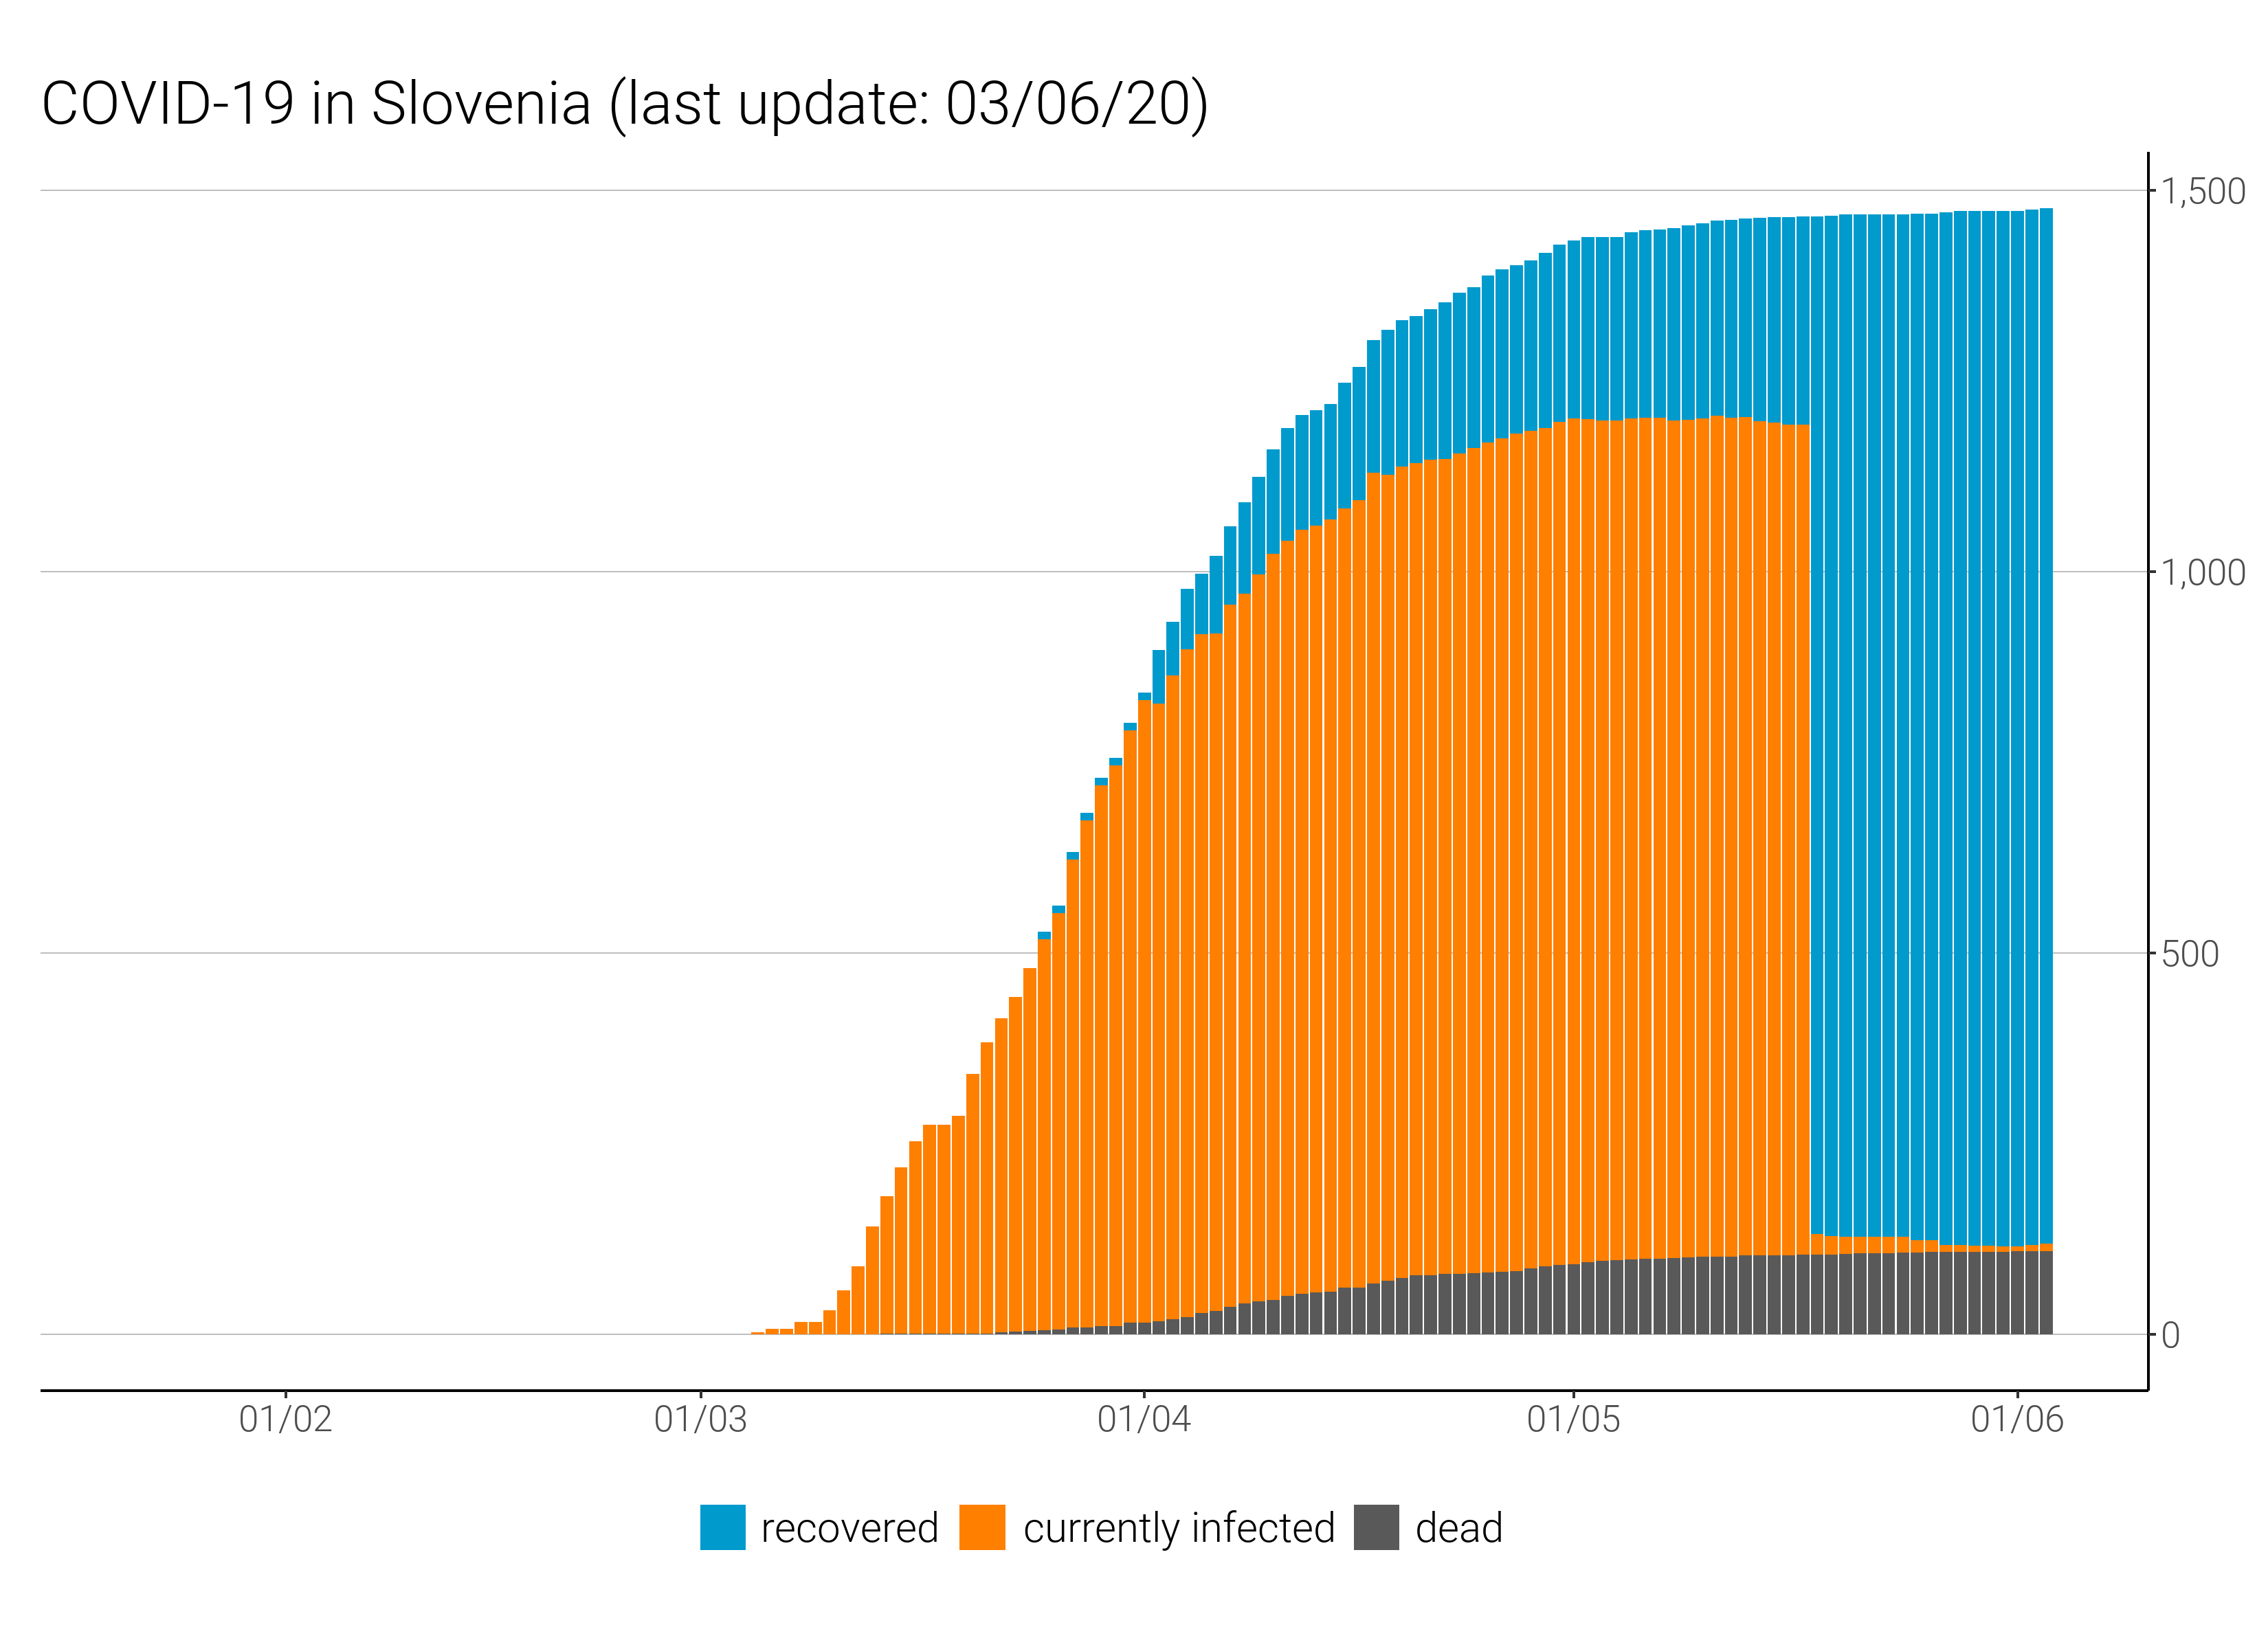 COVID-19 in Slovenia (last update: 03/06/20)
1,500
1,000
500
0
01/02 01/03 01/04 01/05 01/06
recovered currently infected dead